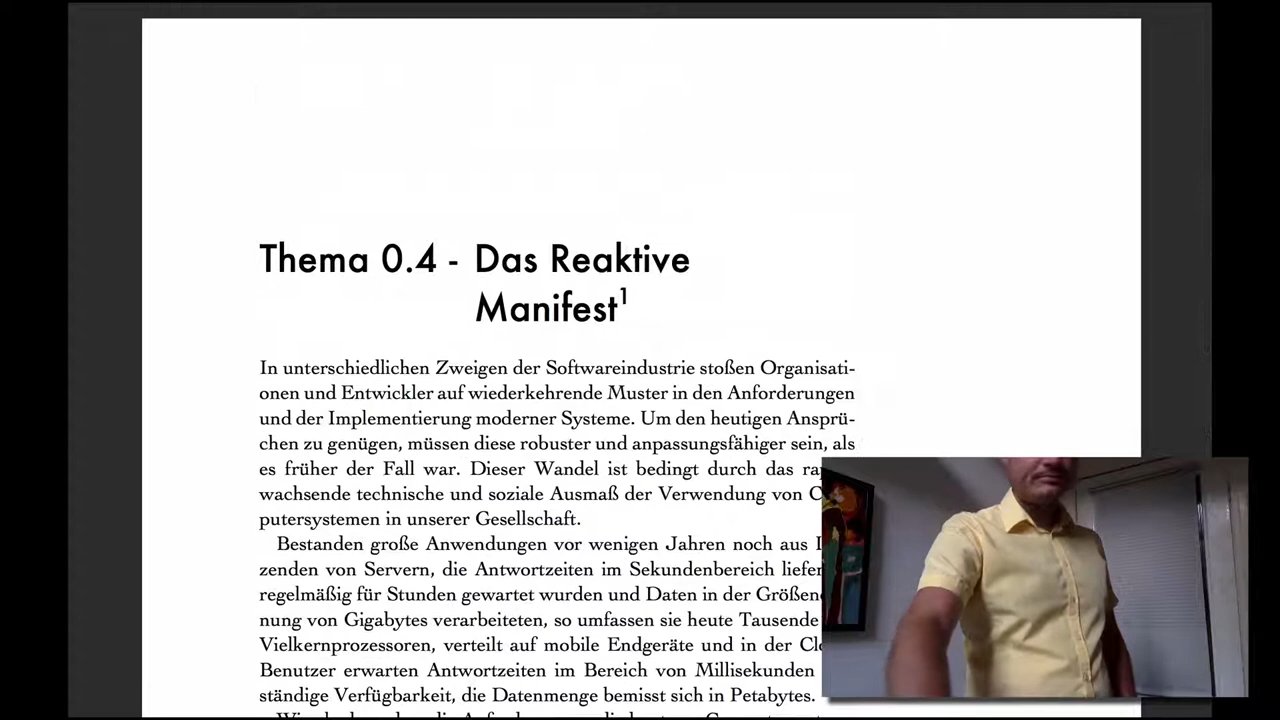 Thema 0.4 - Das Reaktive
Manifest¹
In unterschiedlichen Zweigen der Softwareindustrie stoßen Organisati-
onen und Entwickler auf wiederkehrende Muster in den Anforderungen
und der Implementierung moderner Systeme. Um den heutigen Ansprü-
chen zu genügen, müssen diese robuster und anpassungsfähiger sein, als
es früher der Fall war. Dieser Wandel ist bedingt durch das
wachsende technische und soziale Ausmaß der Verwendung von
putersystemen in unserer Gesellschaft.
Bestanden große Anwendungen vor wenigen Jahren noch aus
zenden von Servern, die Antwortzeiten im Sekundenbereich
regelmäßig für Stunden gewartet wurden und Daten in der
nung von Gigabytes verarbeiteten, so umfassen sie heute Tausende
Vielkernprozessoren, verteilt auf mobile Endgeräte und in der
Benutzer erwarten Antwortzeiten im Bereich von Millisekunden
ständige Verfügbarkeit, die Datenmenge bemisst sich in Petabytes.